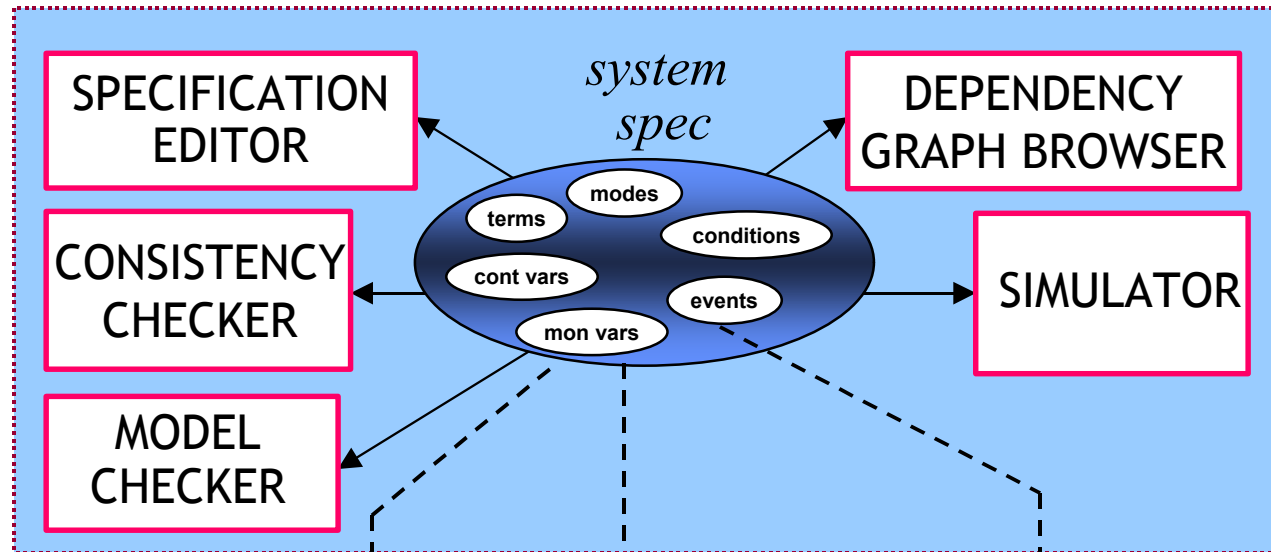 SPECIFICATION
EDITOR
system
spec
DEPENDENCY
GRAPH BROWSER
modes
terms
conditions
CONSISTENCY
CHECKER
cont vars
events
SIMULATOR
mon vars
MODEL
CHECKER